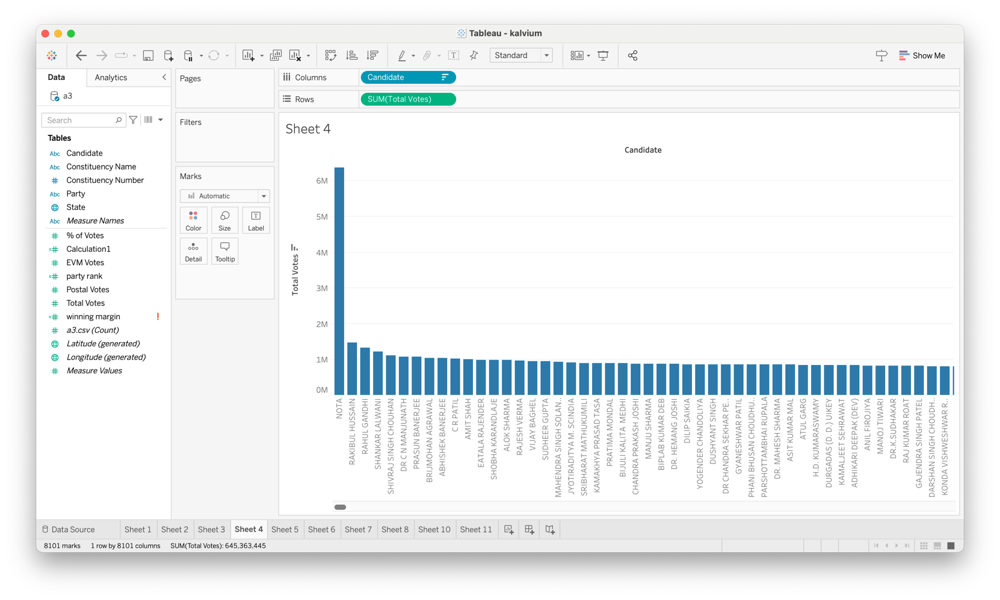 Tableau - kalvium
Standard
Show Me
Data
Analytics
a3
Search
Tables
Abc Candidate
Abc Constituency Name
# Constituency Number
Abc Party
State
Abc Measure Names
# % of Votes
=# Calculation1
# EVM Votes
=# party rank
# Postal Votes
# Total Votes
=# winning margin !
# a3.csv (Count)
Latitude (generated)
Longitude (generated)
# Measure Values
Pages
Filters
Marks
Automatic
Color
Size
Label
Detail
Tooltip
Columns
Candidate
Rows
SUM(Total Votes)
Sheet 4
Candidate
Total Votes
6M
5M
4M
3M
2M
1M
0M
NOTA
RAKIBUL HUSSAIN
RAHUL GANDHI
SHANKAR LALWANI
SHIVRAJ SINGH CHOUHAN
DR C N MANJUNATH
PRASUN BANERJEE
BRIJMOHAN AGRAWAL
ABHISHEK BANERJEE
C R PATIL
AMIT SHAH
EATALA RAJENDER
SHOBHA KARANDLAJE
ALOK SHARMA
RAJESH VERMA
VIJAY BAGHEL
SUDHEER GUPTA
MAHENDRA SINGH SOLAN..
JYOTIRADITYA M. SCINDIA
SRIBHARAT MATHUKUMILI
KAMAKHYA PRASAD TASA
PRATIMA MONDAL
BIJULI KALITA MEDHI
CHANDRA PRAKASH JOSHI
MANJU SHARMA
BIPLAB KUMAR DEB
DR. HEMANG JOSHI
DILIP SAIKIA
YOGENDER CHANDOLIYA
DUSHYANT SINGH
DR CHANDRA SEKHAR PE..
GYANESHWAR PATIL
PHANI BHUSAN CHOUDHU..
PARSHOTTAMBHAI RUPALA
DR. MAHESH SHARMA
ASIT KUMAR MAL
ATUL GARG
H.D. KUMARASWAMY
DURGADAS (D. D.) UIKEY
KAMALJEET SEHRAWAT
ADHIKARI DEEPAK (DEV)
ANIL FIROJIYA
MANOJ TIWARI
DR.K.SUDHAKAR
RAJ KUMAR ROAT
GAJENDRA SINGH PATEL
DARSHAN SINGH CHOUDH..
KONDA VISHWESHWAR R..
Data Source
Sheet 1
Sheet 2
Sheet 3
Sheet 4
Sheet 5
Sheet 6
Sheet 7
Sheet 8
Sheet 10
Sheet 11
8101 marks
1 row by 8101 columns
SUM(Total Votes): 645,363,445